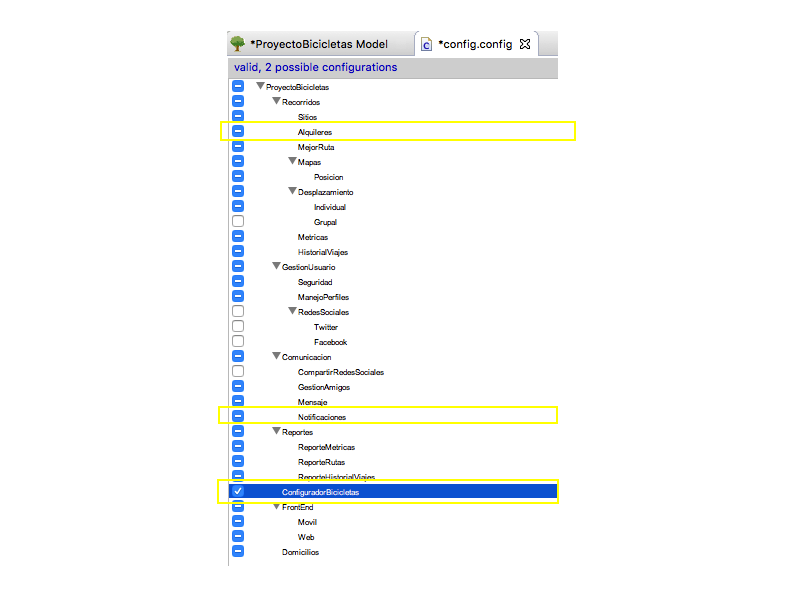 *ProyectoBicicletas Model
*config.config
valid, 2 possible configurations
ProyectoBicicletas
Recorridos
Sitios
Alquileres
MejorRuta
Mapas
Posicion
Desplazamiento
Individual
Grupal
Metricas
HistorialViajes
GestionUsuario
Seguridad
ManejoPerfiles
RedesSociales
Twitter
Facebook
Comunicacion
CompartirRedesSociales
GestionAmigos
Mensaje
Notificaciones
Reportes
ReporteMetricas
ReporteRutas
ReporteHistorialViajes
ConfiguradorBicicletas
FrontEnd
Movil
Web
Domicilios